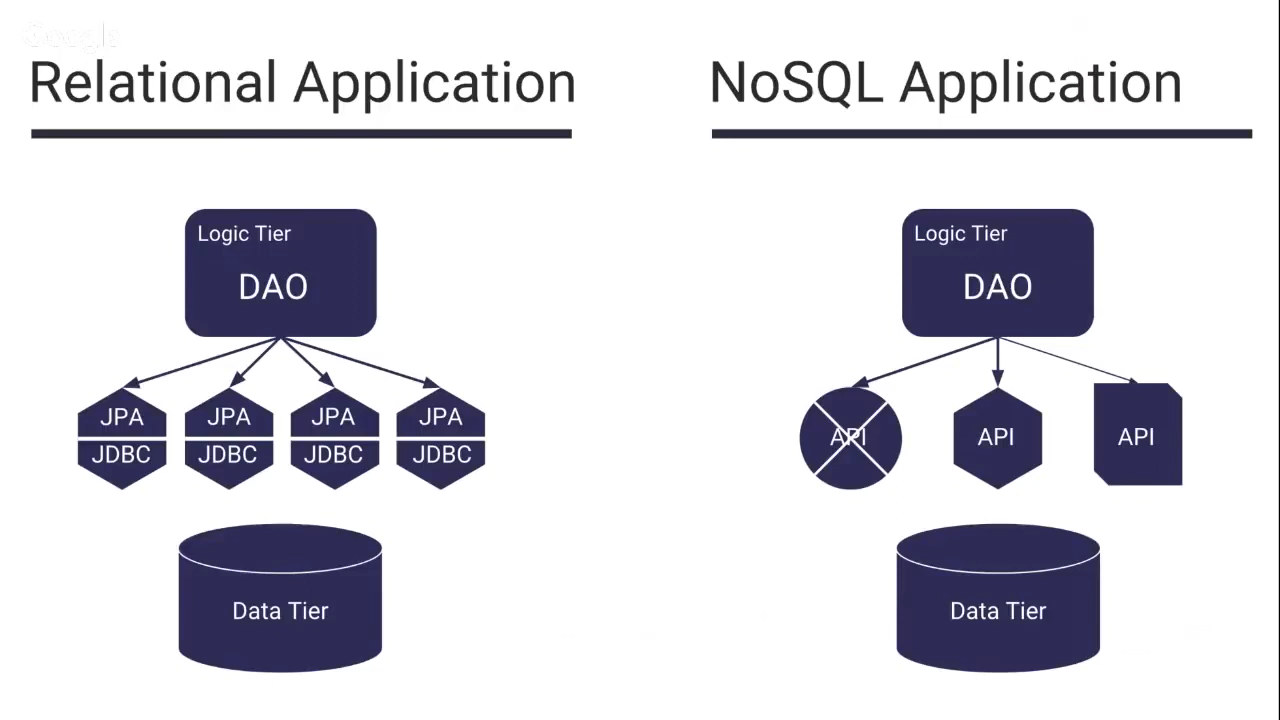 Google
Relational Application
NoSQL Application
Logic Tier
DAO
JPA
JDBC
JPA
JDBC
JPA
JDBC
JPA
JDBC
Data Tier
Logic Tier
DAO
API
API
API
Data Tier